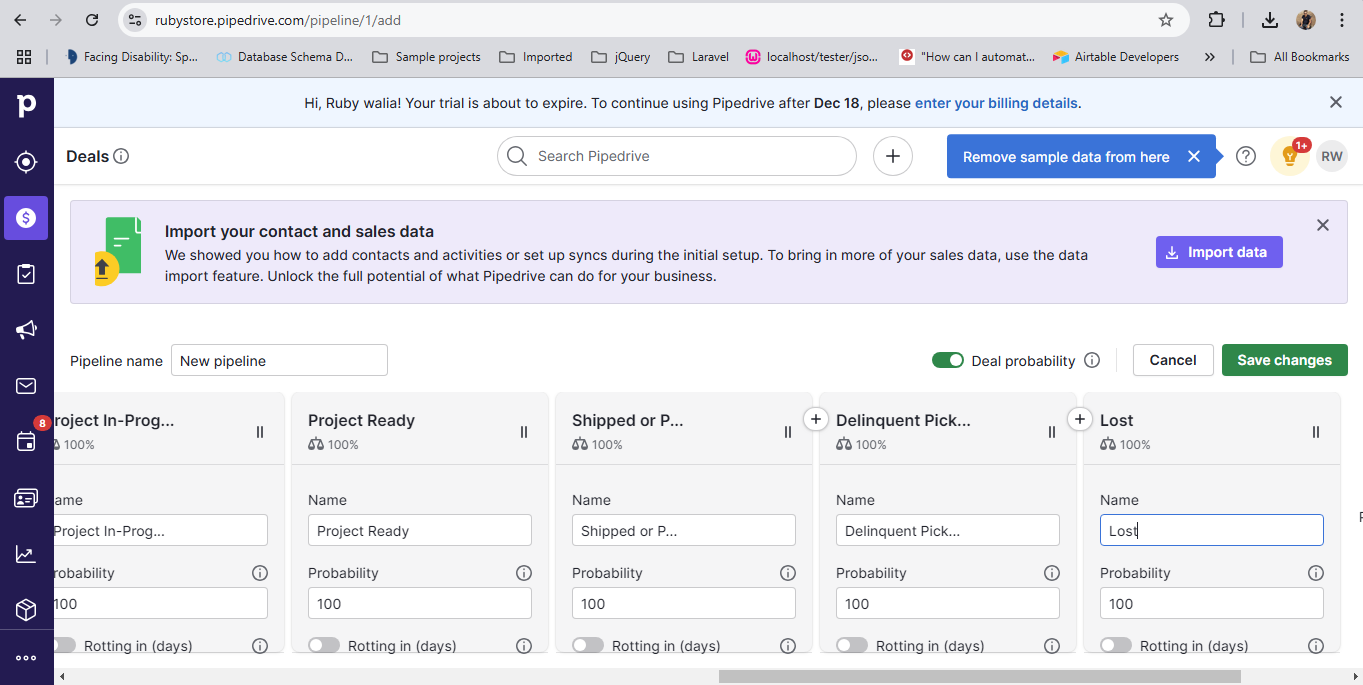 rubystore.pipedrive.com/pipeline/1/add
Facing Disability: Sp...
Database Schema D...
Sample projects
Imported
jQuery
Laravel
localhost/tester/jso...
"How can I automat...
Airtable Developers
»
All Bookmarks
p
Hi, Ruby walia! Your trial is about to expire. To continue using Pipedrive after Dec 18, please enter your billing details.
Deals
Search Pipedrive
Remove sample data from here
1+
RW
Import your contact and sales data
We showed you how to add contacts and activities or set up syncs during the initial setup. To bring in more of your sales data, use the data
import feature. Unlock the full potential of what Pipedrive can do for your business.
Import data
Pipeline name
New pipeline
Deal probability
Cancel
Save changes
8
roject In-Prog...
100%
Project Ready
100%
Shipped or P...
100%
Delinquent Pick...
100%
Lost
100%
ame
Name
Name
Name
Name
Project In-Prog...
Project Ready
Shipped or P...
Delinquent Pick...
Lost
robability
Probability
Probability
Probability
Probability
100
100
100
100
100
Rotting in (days)
Rotting in (days)
Rotting in (days)
Rotting in (days)
Rotting in (days)